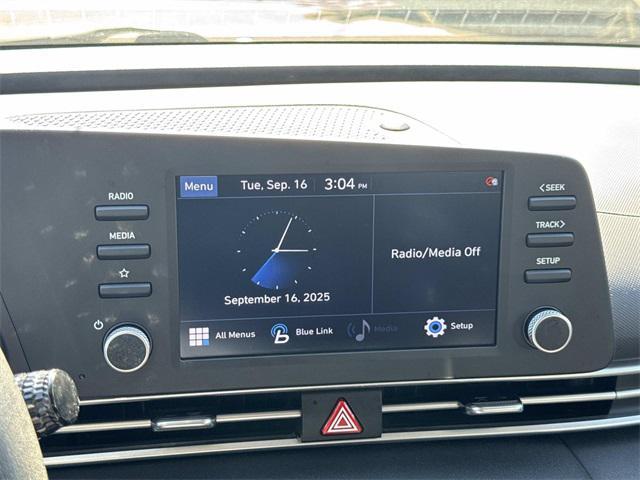 RADIO
MEDIA
Menu
Tue, Sep. 16
3:04 PM
September 16, 2025
Radio/Media Off
All Menus
Blue Link
Media
Setup
<SEEK
TRACK>
SETUP